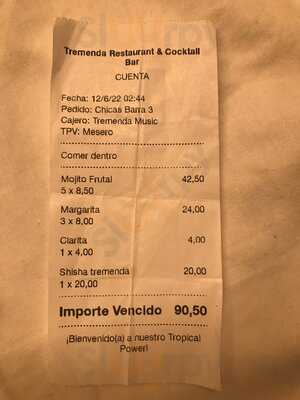 Tremenda Restaurant & Cocktail
Bar
CUENTA
Fecha: 12/6/22 02:44
Pedido: Chicas Barra 3
Cajero: Tremenda Music
TPV: Mesero
Comer dentro
Mojito Frutal 42,50
5 x 8,50
Margarita 24,00
3 x 8,00
Clarita 4,00
1 x 4,00
Shisha tremenda 20,00
1 x 20,00
Importe Vencido 90,50
¡Bienvenido(a) a nuestro Tropical
Power!